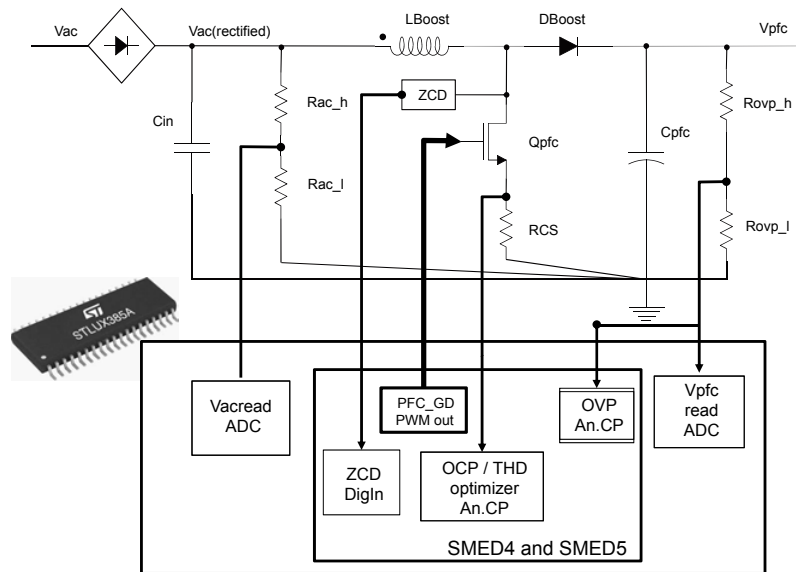 Vac
Vac(rectified)
LBoost
DBoost
Vpfc
ZCD
Rac_h
Rovp_h
Cin
Qpfc
Cpfc
Rac_l
RCS
Rovp_l
ST
STLUX385A
Vacread
ADC
PFC_GD
PWM out
OVP
An.CP
Vpfc
read
ADC
ZCD
DigIn
OCP / THD
optimizer
An.CP
SMED4 and SMED5